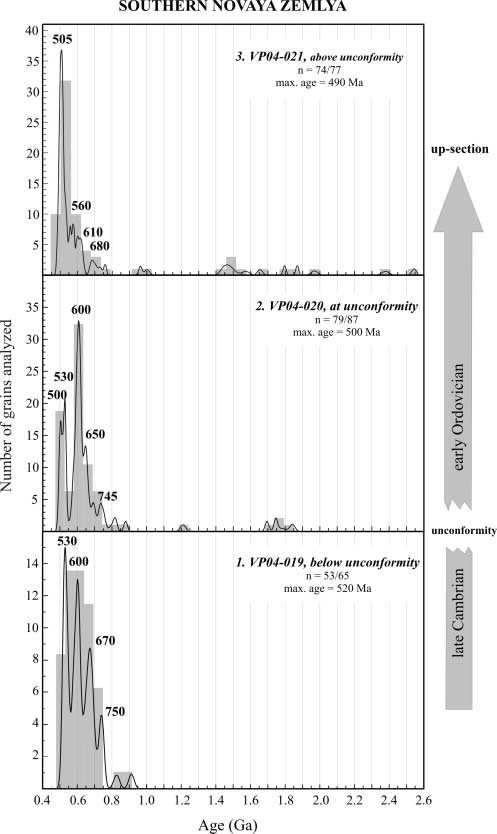 SOUTHERN NOVAYA ZEMLYA
40
35
30
25
20
15
10
5
505
560
610
680
3. VP04-021, above unconformity
n = 74/77
max. age = 490 Ma
up-section
35
30
25
20
15
10
5
600
530
500
650
745
2. VP04-020, at unconformity
n = 79/87
max. age = 500 Ma
early Ordovician
Number of grains analyzed
unconformity
14
12
10
8
6
4
2
530
600
670
750
1. VP04-019, below unconformity
n = 53/65
max. age = 520 Ma
late Cambrian
0.4 0.6 0.8 1.0 1.2 1.4 1.6 1.8 2.0 2.2 2.4 2.6
Age (Ga)